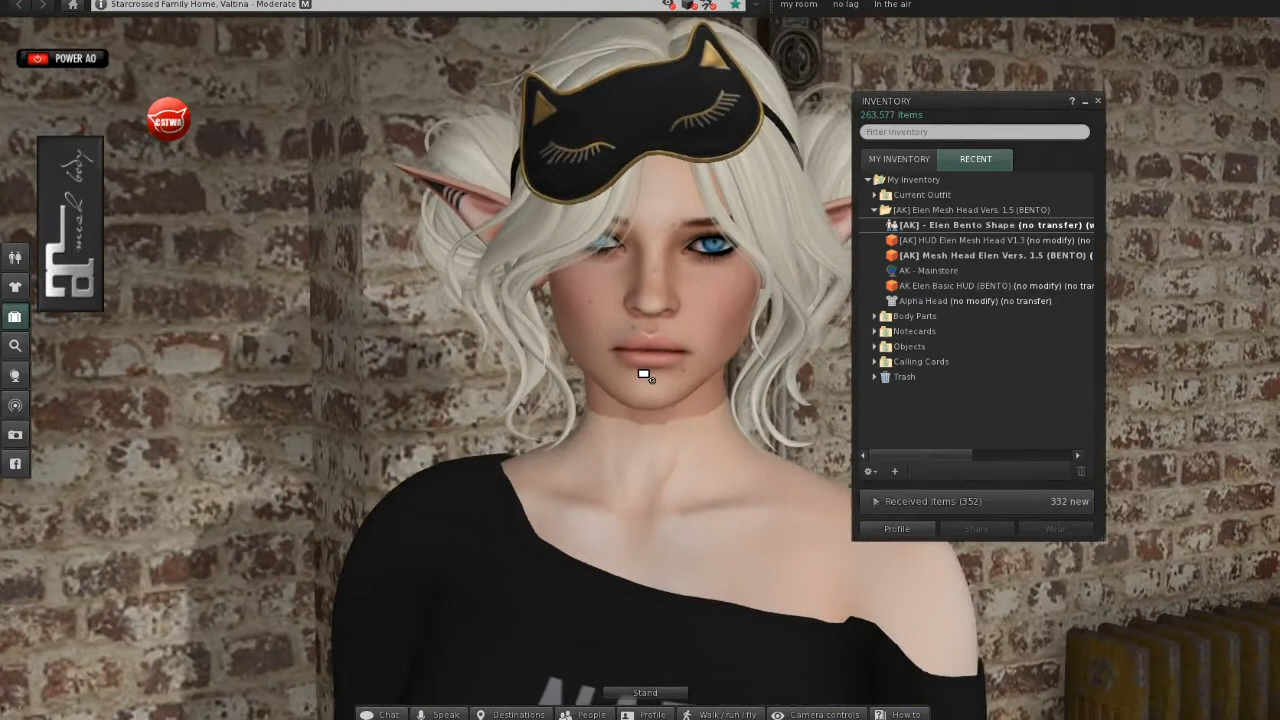 Starcrossed Family Home, Valtina - Moderate M
my room no lag In the air
POWER AO
CATWA
mesh body
INVENTORY
263,577 items
Filter Inventory
MY INVENTORY RECENT
My Inventory
Current Outfit
[AK] Elen Mesh Head Vers. 1.5 (BENTO)
[AK] - Elen Bento Shape (no transfer) (w
[AK] HUD Elen Mesh Head V1.3 (no modify) (no
[AK] Mesh Head Elen Vers. 1.5 (BENTO) (
AK - Mainstore
AK Elen Basic HUD (BENTO) (no modify) (no tran
Alpha Head (no modify) (no transfer)
Body Parts
Notecards
Objects
Calling Cards
Trash
Received items (352) 332 new
Profile Share Wear
Stand
Chat Speak Destinations People Profile Walk / run / fly Camera controls How to